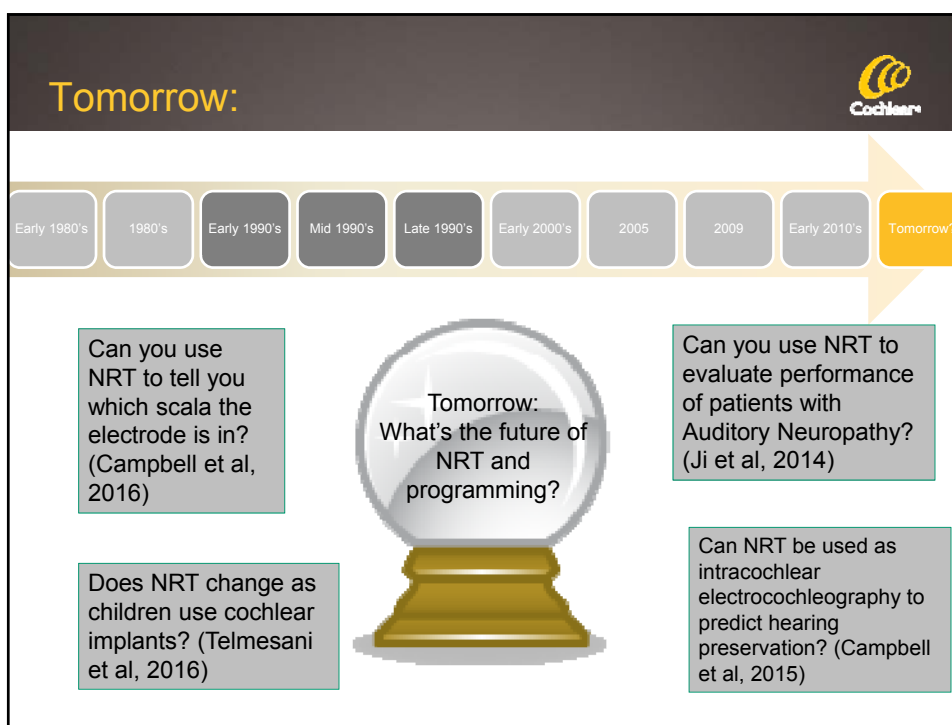 Tomorrow:
Cochlear™
Early 1980's
1980's
Early 1990's
Mid 1990's
Late 1990's
Early 2000's
2005
2009
Early 2010's
Tomorrow?
Can you use
NRT to tell you
which scala the
electrode is in?
(Campbell et al,
2016)
Tomorrow:
What's the future of
NRT and
programming?
Can you use NRT to
evaluate performance
of patients with
Auditory Neuropathy?
(Ji et al, 2014)
Does NRT change as
children use cochlear
implants? (Telmesani
et al, 2016)
Can NRT be used as
intracochlear
electrocochleography to
predict hearing
preservation? (Campbell
et al, 2015)